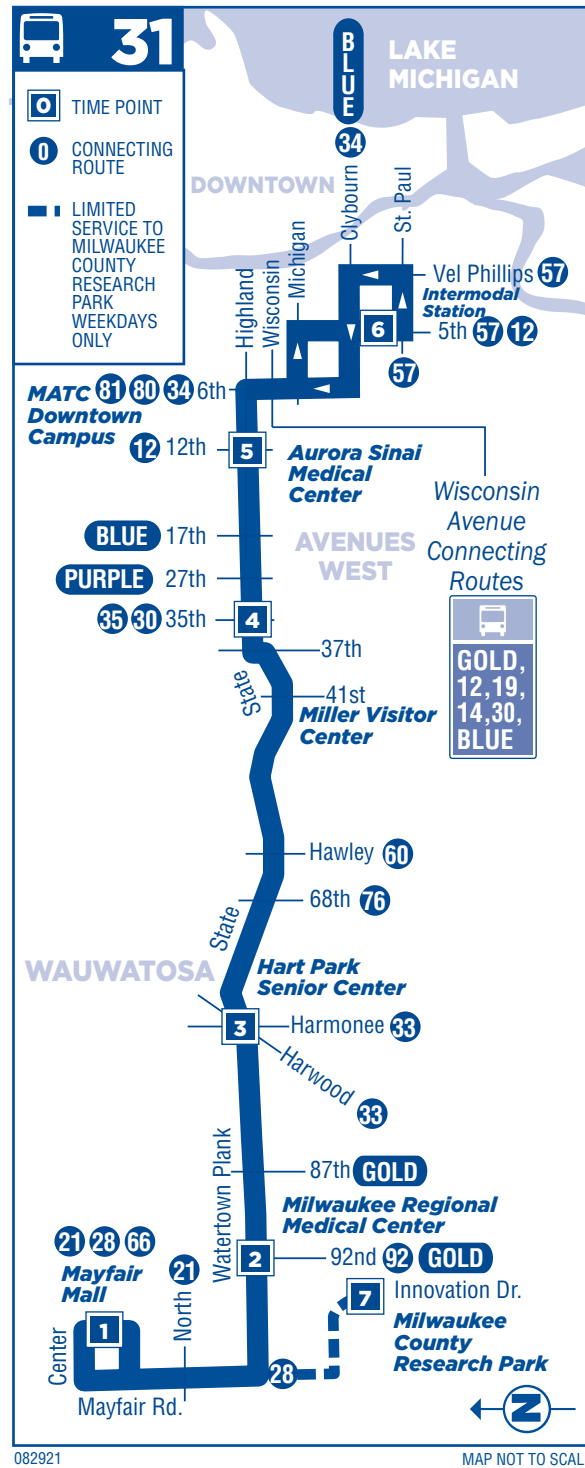 31
0 TIME POINT
0 CONNECTING
ROUTE
LIMITED
SERVICE TO
MILWAUKEE
COUNTY
RESEARCH
PARK
WEEKDAYS
ONLY
BLUE
34
LAKE
MICHIGAN
DOWNTOWN
Highland
Wisconsin
Michigan
Clybourn
St. Paul
Vel Phillips 57
Intermodal
Station
6
5th 57 12
57
MATC 81 80 34 6th
Downtown
Campus
12 12th
5
Aurora Sinai
Medical
Center
Wisconsin
Avenue
Connecting
Routes
GOLD,
12,19,
14,30,
BLUE
BLUE 17th
AVENUES
WEST
PURPLE 27th
35 30 35th
4
37th
State
41st
Miller Visitor
Center
Hawley 60
68th 76
State
WAUWATOSA
Hart Park
Senior Center
3
Harmonee 33
Harwood
33
Watertown Plank
87th GOLD
Milwaukee Regional
Medical Center
2
92nd 92 GOLD
21 28 66
Mayfair
Mall
21
North
1
Center
Mayfair Rd.
28
7
Innovation Dr.
Milwaukee
County
Research Park
N
082921
MAP NOT TO SCAL